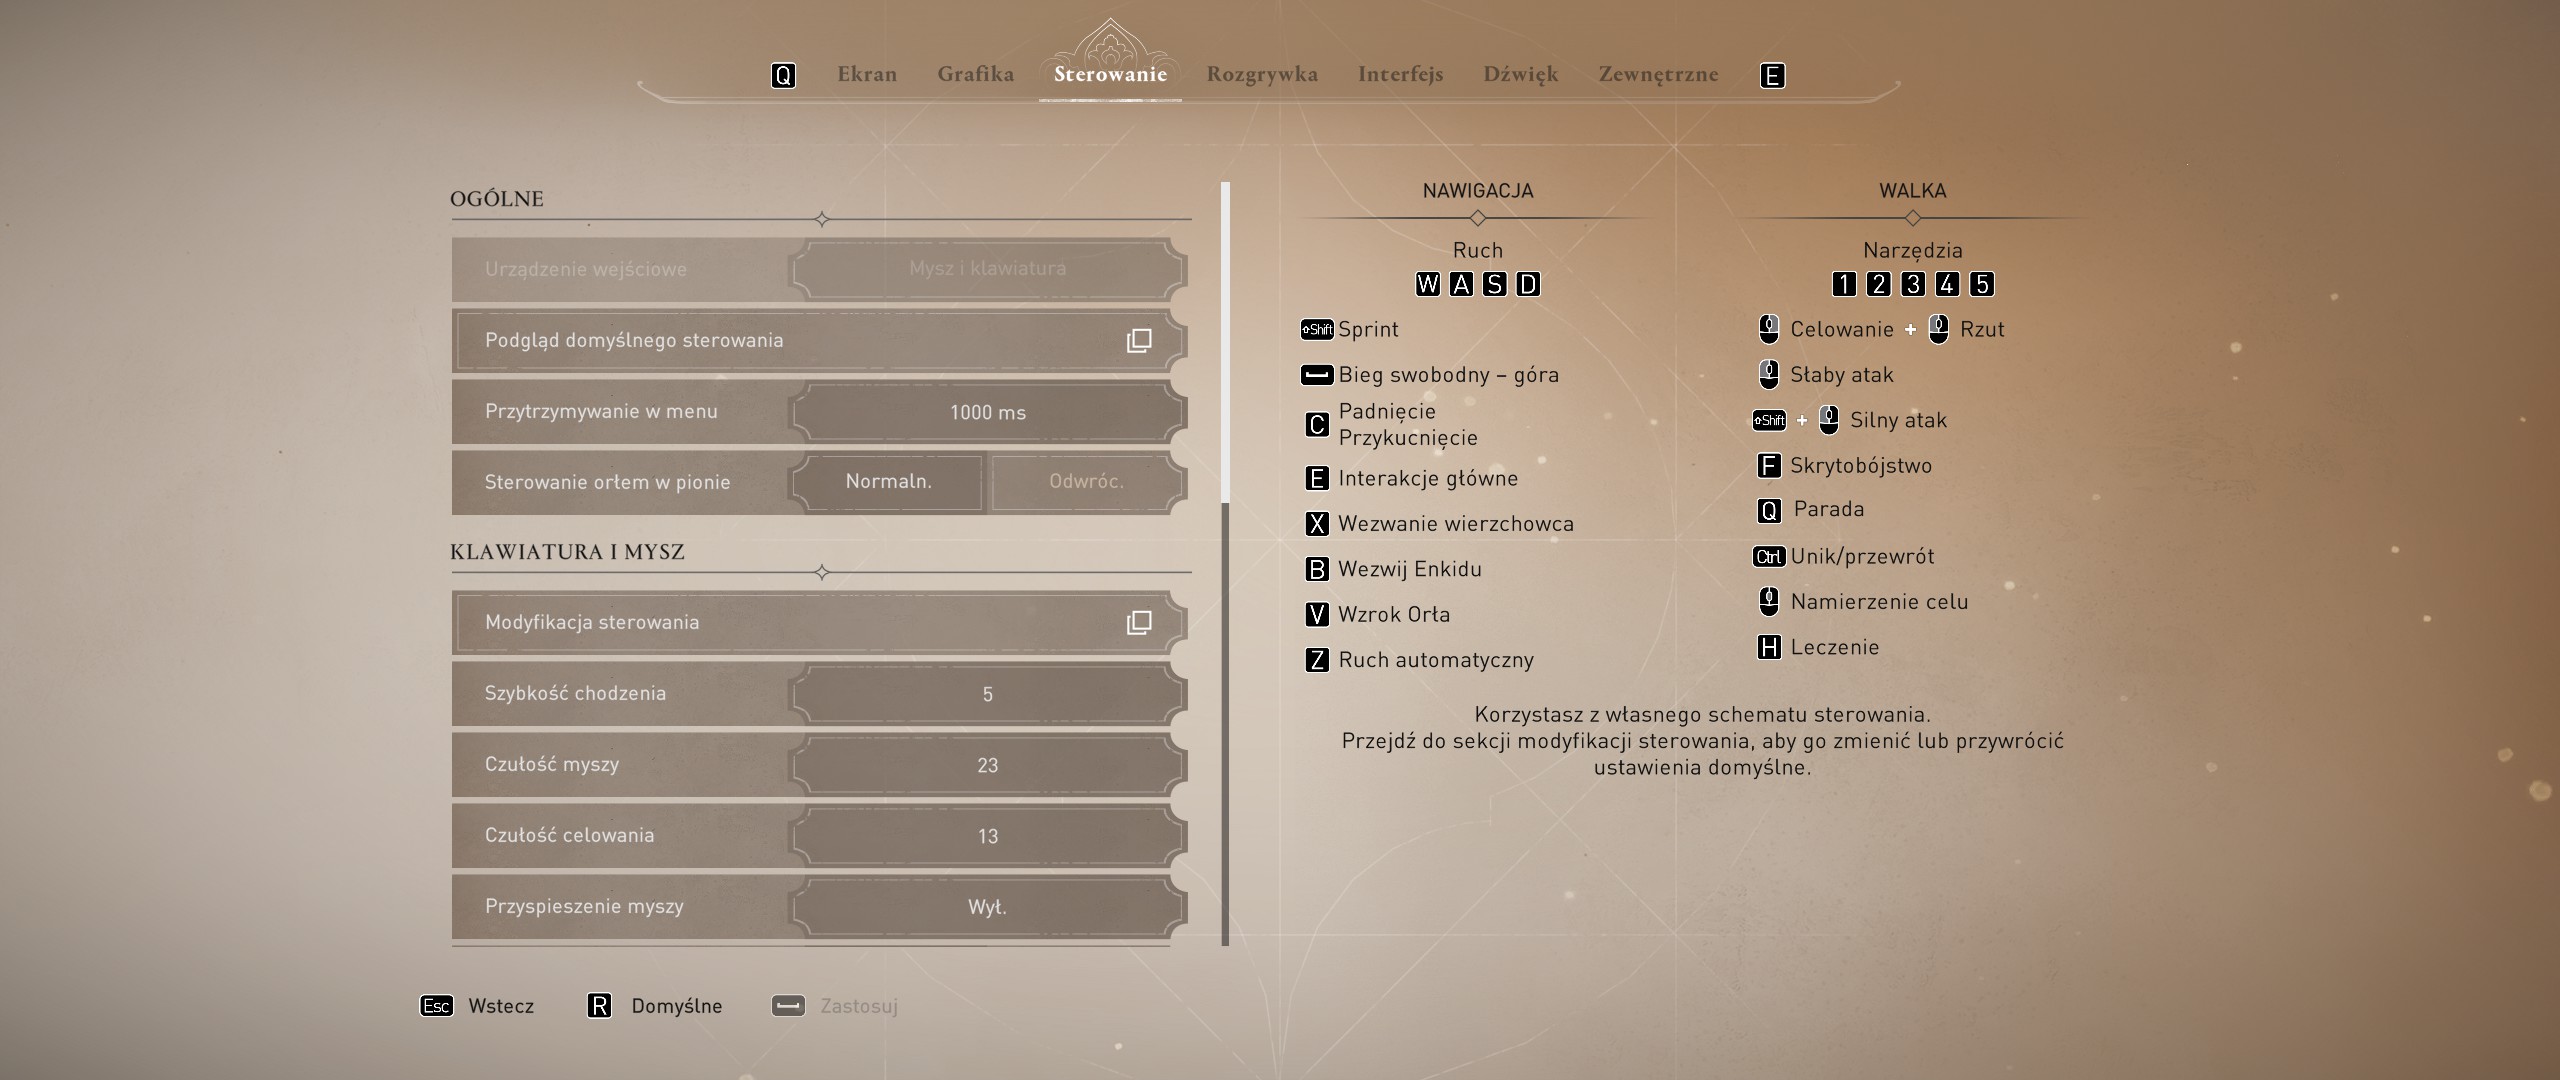 Q Ekran Grafika Sterowanie Rozgrywka Interfejs Dźwięk Zewnętrzne E
OGÓLNE
Urządzenie wejściowe Mysz i klawiatura
Podgląd domyślnego sterowania
Przytrzymywanie w menu 1000 ms
Sterowanie orłem w pionie Normaln. Odwróc.
KLAWIATURA I MYSZ
Modyfikacja sterowania
Szybkość chodzenia 5
Czułość myszy 23
Czułość celowania 13
Przyspieszenie myszy Wył.
NAWIGACJA
Ruch
W A S D
Shift Sprint
Bieg swobodny – góra
C Padnięcie
Przykucnięcie
E Interakcje główne
X Wezwanie wierzchowca
B Wezwij Enkidu
V Wzrok Orła
Z Ruch automatyczny
WALKA
Narzędzia
1 2 3 4 5
Celowanie + Rzut
Słaby atak
Shift + Silny atak
F Skrytobójstwo
Q Parada
Ctrl Unik/przewrót
Namierzenie celu
H Leczenie
Korzystasz z własnego schematu sterowania.
Przejdź do sekcji modyfikacji sterowania, aby go zmienić lub przywrócić
ustawienia domyślne.
Esc Wstecz R Domyślne Zastosuj